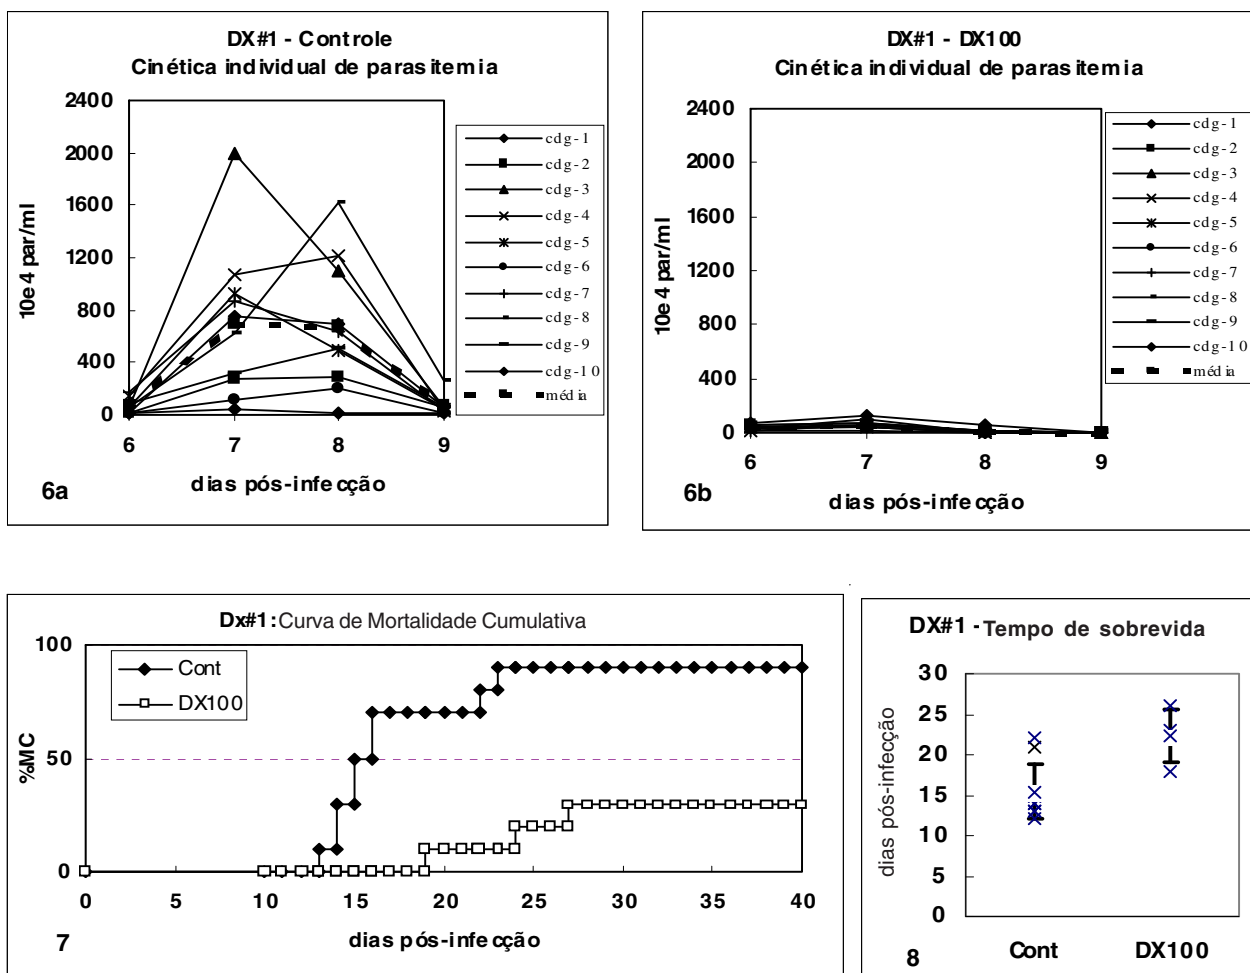 DX#1 - Controle
Cinética individual de parasitemia
2400
2000
1600
1200
800
400
0
10e4 par/ml
6 7 8 9
dias pós-infecção
6a
cdg-1
cdg-2
cdg-3
cdg-4
cdg-5
cdg-6
cdg-7
cdg-8
cdg-9
cdg-10
média
DX#1 - DX100
Cinética individual de parasitemia
2400
2000
1600
1200
800
400
0
10e4 par/ml
6 7 8 9
dias pós-infecção
6b
cdg-1
cdg-2
cdg-3
cdg-4
cdg-5
cdg-6
cdg-7
cdg-8
cdg-9
cdg-10
média
Dx#1: Curva de Mortalidade Cumulativa
100
50
0
%MC
Cont
DX100
0 5 10 15 20 25 30 35 40
dias pós-infecção
7
DX#1 - Tempo de sobrevida
30
25
20
15
10
5
0
dias pós-infecção
Cont DX100
8